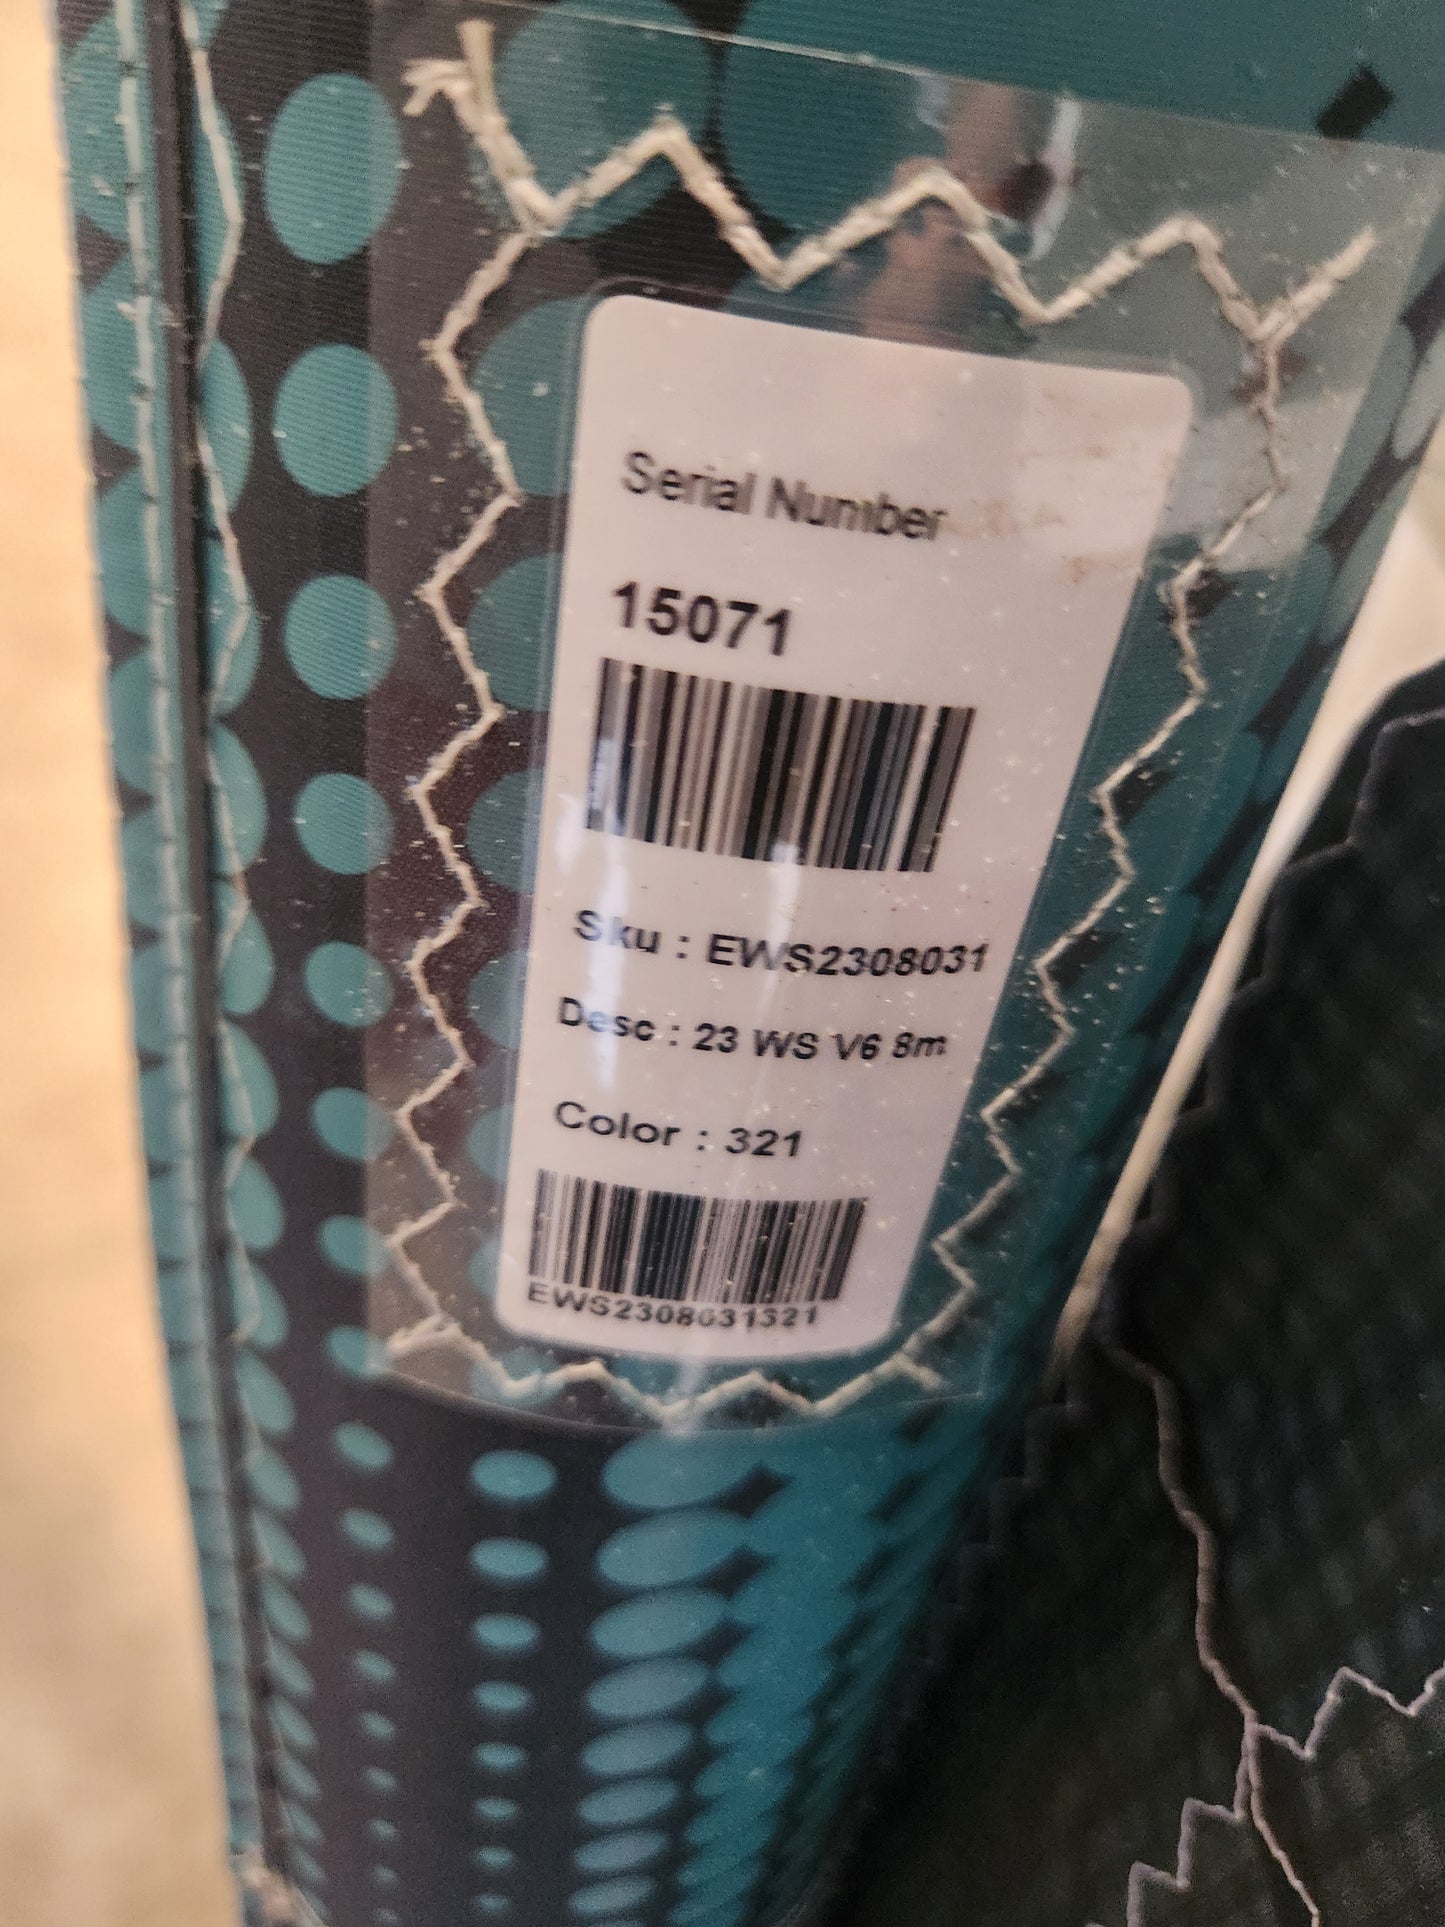 Serial Number
15071
Sku : EWS2308031
Desc : 23 WS V6 8m
Color : 321
EWS2308031321